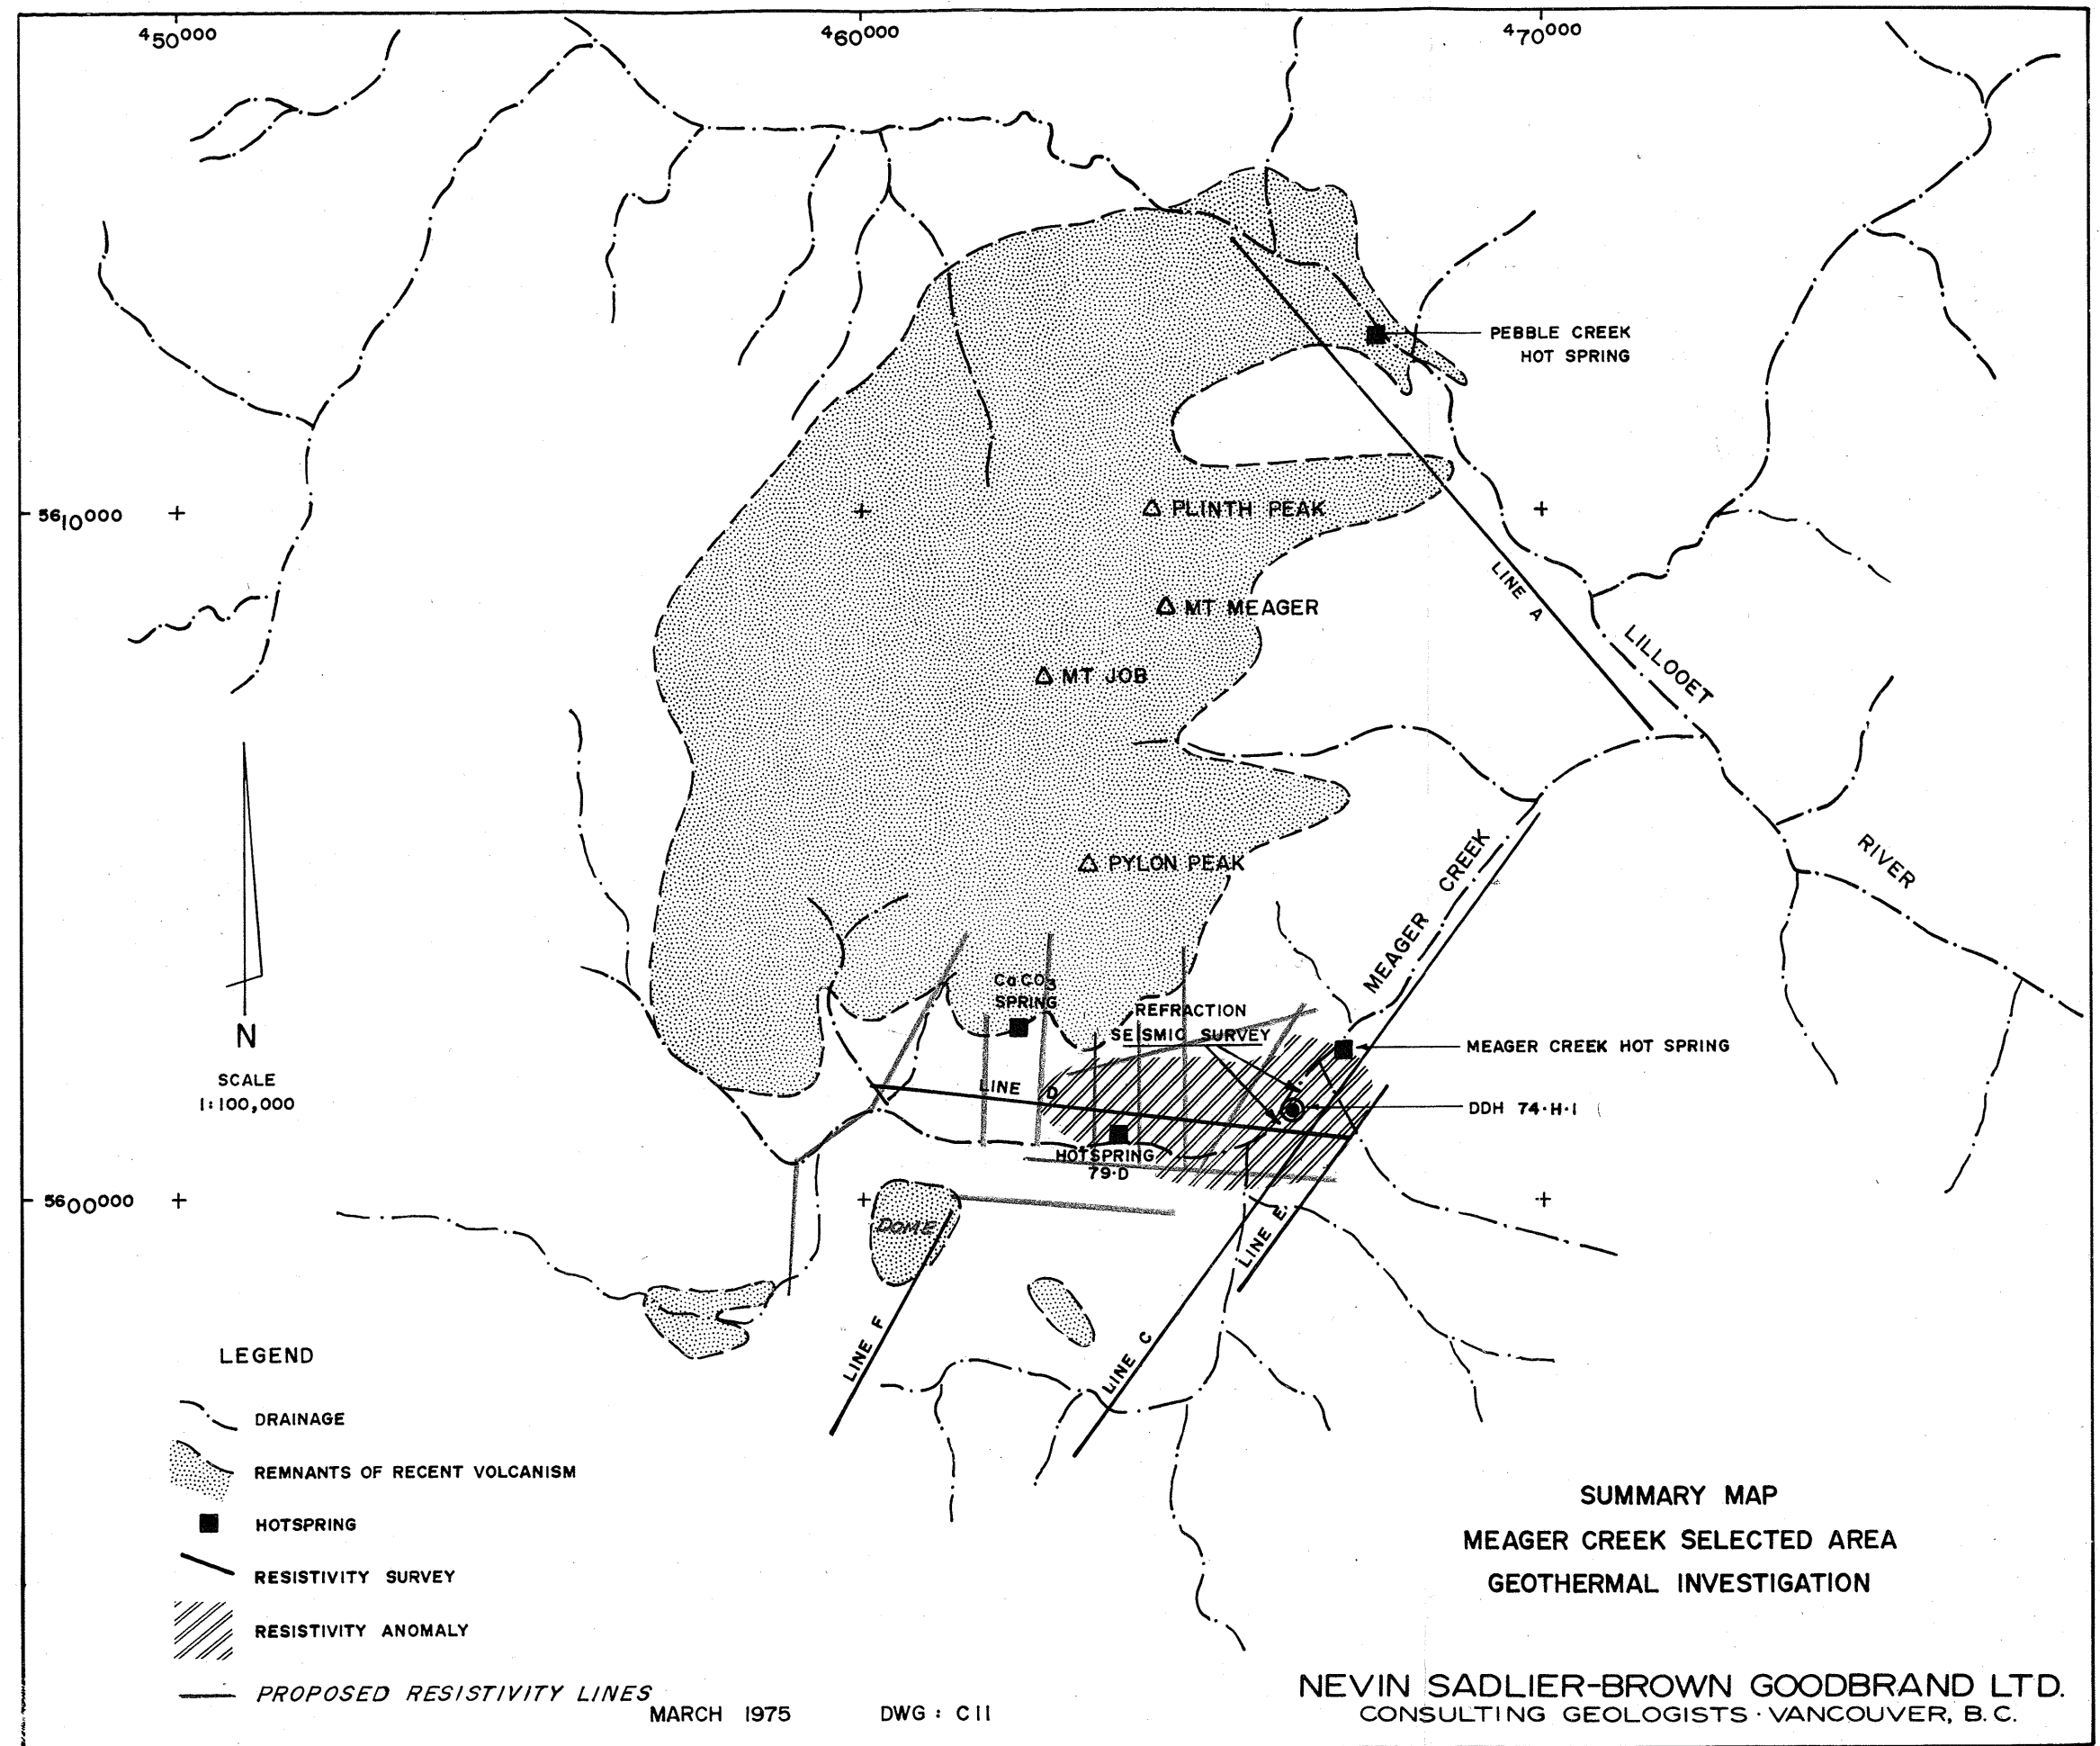 450000
460000
470000
PEBBLE CREEK
HOT SPRING
5610000
PLINTH PEAK
MT MEAGER
LINE A
LILLOOET
MT JOB
PYLON PEAK
MEAGER CREEK
RIVER
CaCO3
SPRING
REFRACTION
SEISMIC SURVEY
N
MEAGER CREEK HOT SPRING
SCALE
1:100,000
LINE D
DDH 74·H·1
HOTSPRING
79·D
5600000
DOME
LINE E
LINE F
LINE C
LEGEND
DRAINAGE
REMNANTS OF RECENT VOLCANISM
HOTSPRING
RESISTIVITY SURVEY
RESISTIVITY ANOMALY
PROPOSED RESISTIVITY LINES
MARCH 1975 DWG: C11
SUMMARY MAP
MEAGER CREEK SELECTED AREA
GEOTHERMAL INVESTIGATION
NEVIN SADLIER-BROWN GOODBRAND LTD.
CONSULTING GEOLOGISTS · VANCOUVER, B.C.